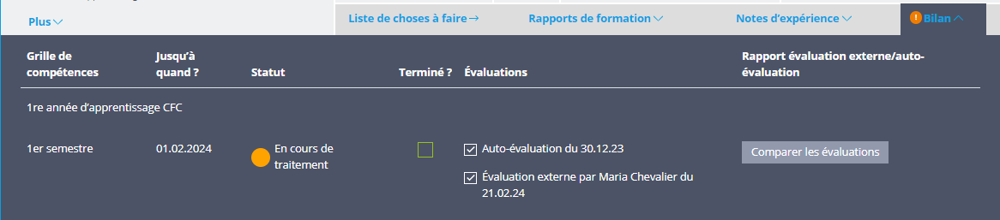 Plus
Liste de choses à faire→
Rapports de formation
Notes d'expérience
! Bilan
Grille de
compétences
Jusqu'à
quand ?
Statut
Terminé ?
Évaluations
Rapport évaluation externe/auto-
évaluation
1re année d'apprentissage CFC
1er semestre
01.02.2024
En cours de
traitement
Auto-évaluation du 30.12.23
Évaluation externe par Maria Chevalier du
21.02.24
Comparer les évaluations